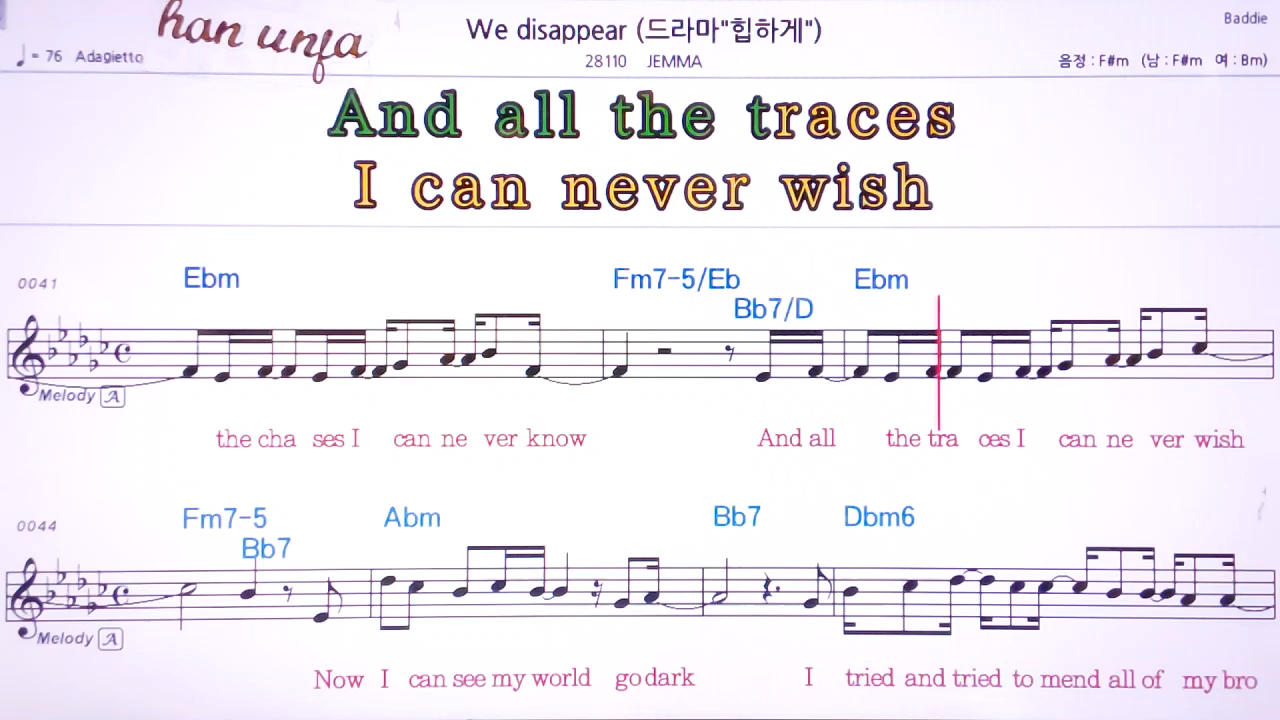 han unja
We disappear (드라마"힙하게")
Baddie
♩= 76 Adagietto
28110 JEMMA
음정 : F#m (남 : F#m 여 : Bm)
And all the traces
I can never wish
0041
Ebm Fm7-5/Eb Bb7/D Ebm
Melody A
the cha ses I can ne ver know And all the tra ces I can ne ver wish
0044
Fm7-5 Bb7 Abm Bb7 Dbm6
Melody A
Now I can see my world go dark I tried and tried to mend all of my bro